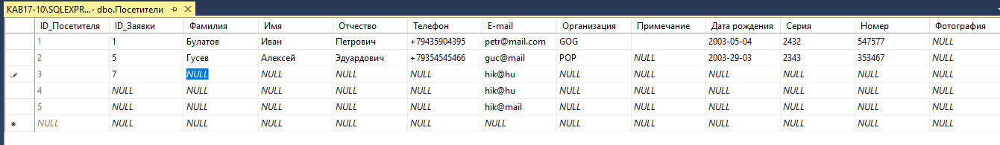 KAB17-10\SQLEXPR...- dbo.Посетители
ID_Посетителя ID_Заявки Фамилия Имя Отчество Телефон E-mail Организация Примечание Дата рождения Серия Номер Фотография
1 1 Булатов Иван Петрович +79435904395 petr@mail.com GOG 2003-05-04 2432 547577 NULL
2 5 Гусев Алексей Эдуардович +79354545466 guc@mail POP NULL 2003-29-03 2343 353467 NULL
3 7 NULL NULL NULL NULL hik@hu NULL NULL NULL NULL NULL NULL
4 NULL NULL NULL NULL NULL hik@hu NULL NULL NULL NULL NULL NULL
5 NULL NULL NULL NULL NULL hik@mail NULL NULL NULL NULL NULL NULL
NULL NULL NULL NULL NULL NULL NULL NULL NULL NULL NULL NULL NULL